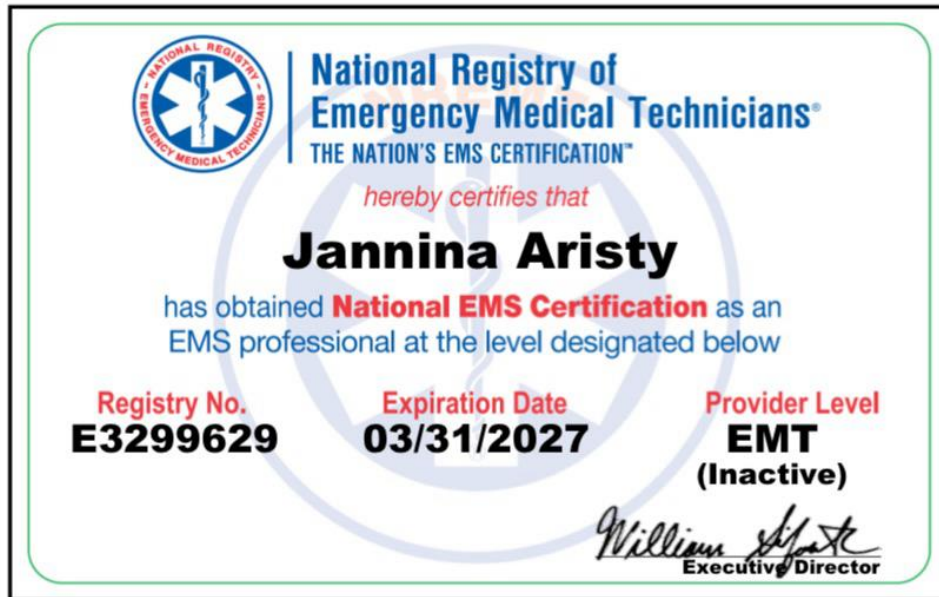 NATIONAL REGISTRY
EMERGENCY MEDICAL TECHNICIANS
National Registry of
Emergency Medical Technicians®
THE NATION'S EMS CERTIFICATION™
hereby certifies that
Jannina Aristy
has obtained National EMS Certification as an
EMS professional at the level designated below
Registry No.
E3299629
Expiration Date
03/31/2027
Provider Level
EMT
(Inactive)
William
Executive Director